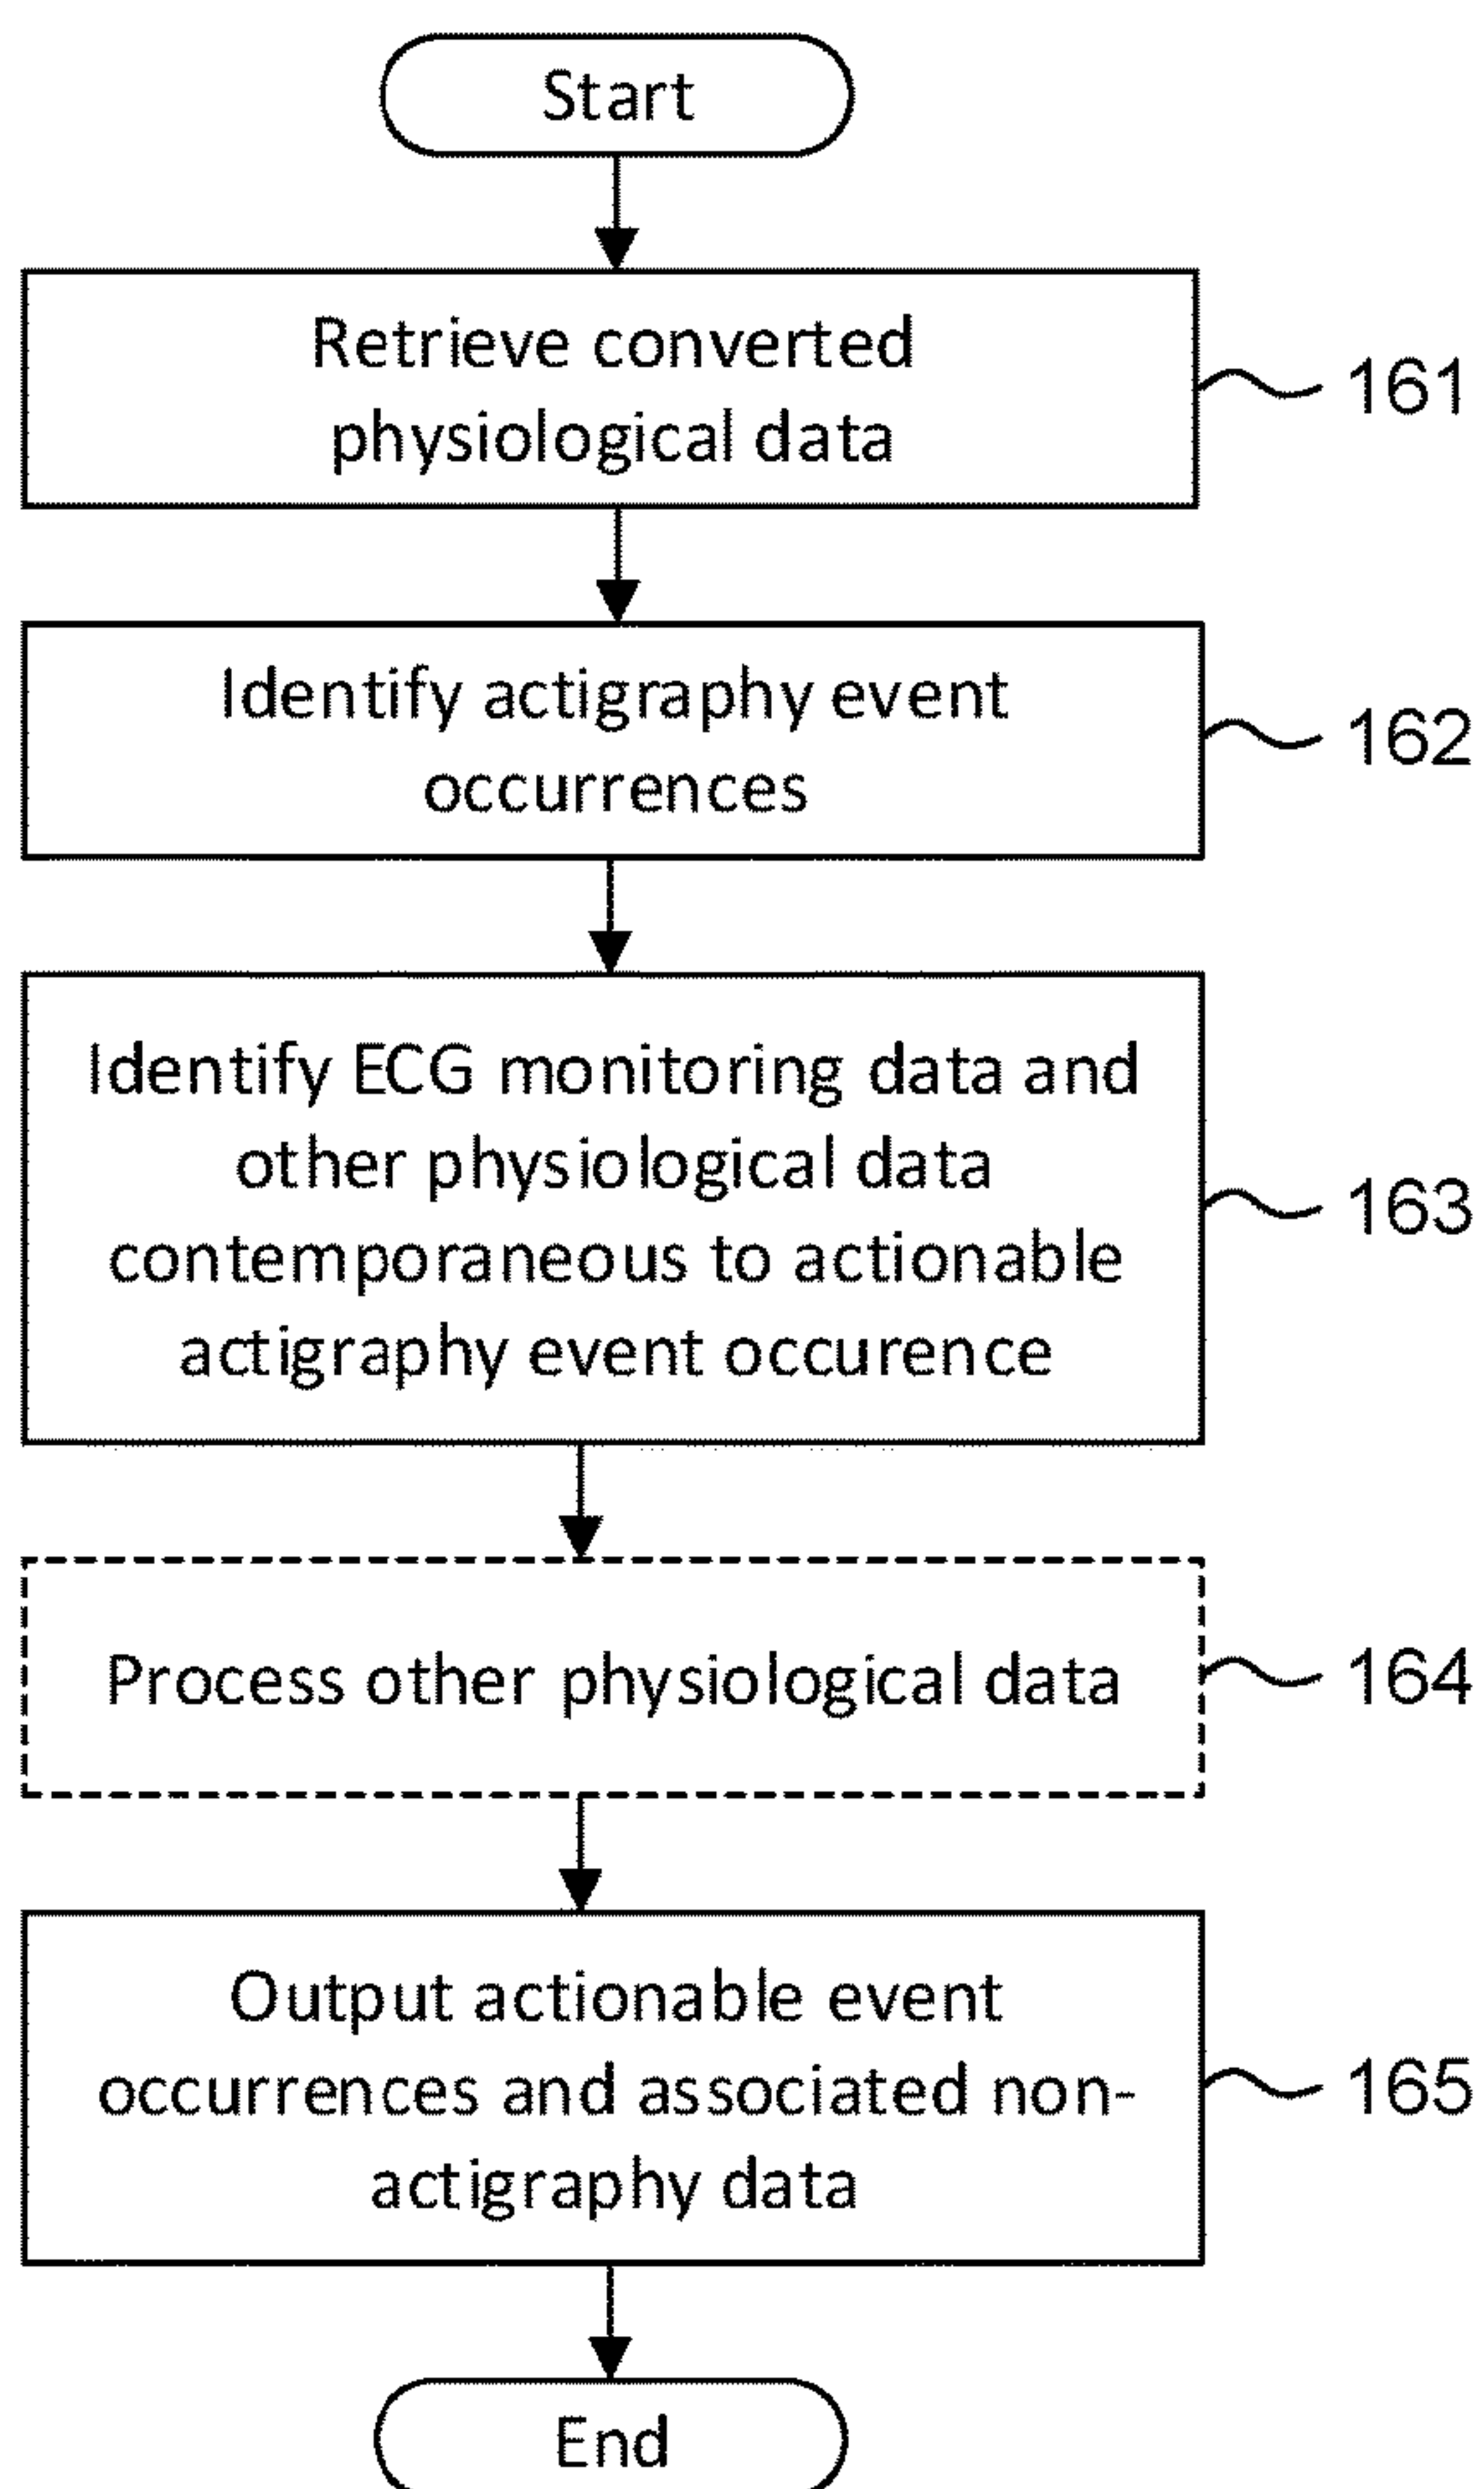 Start
Retrieve converted
physiological data
161
Identify actigraphy event
occurrences
162
Identify ECG monitoring data and
other physiological data
contemporaneous to actionable
actigraphy event occurence
163
Process other physiological data
164
Output actionable event
occurrences and associated non-
actigraphy data
165
End